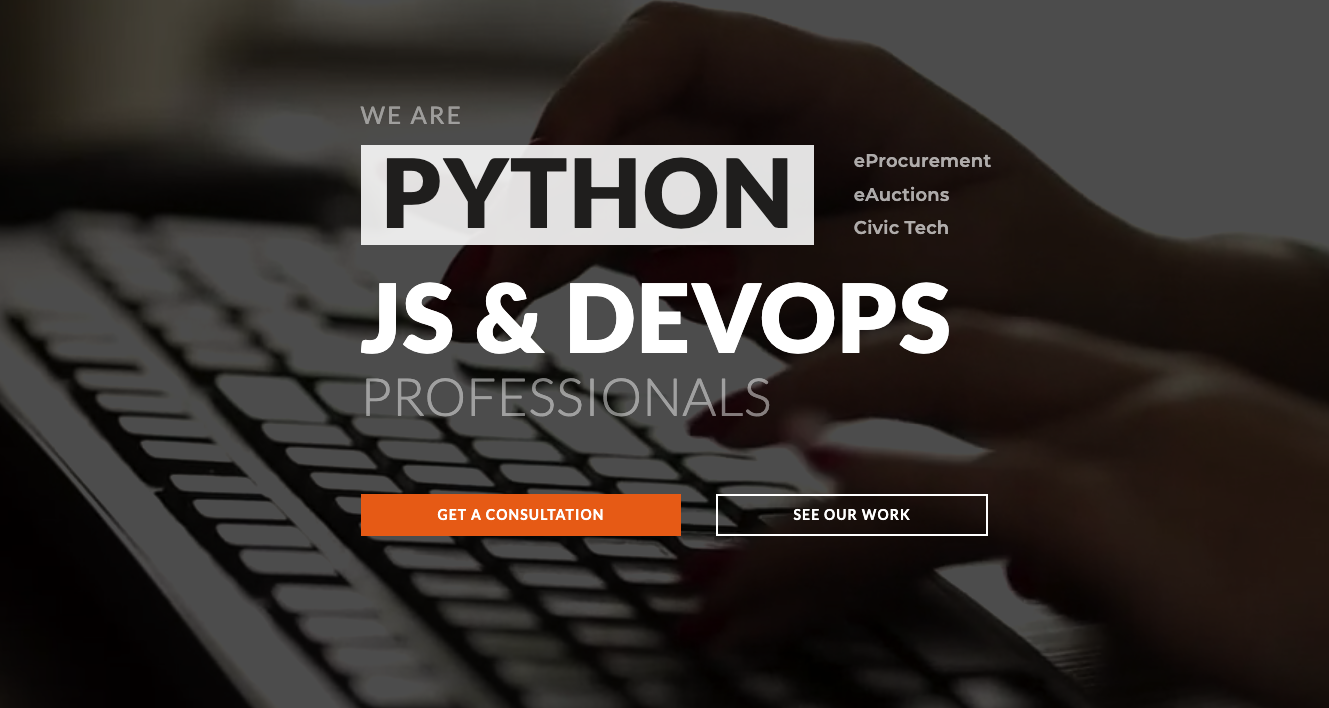 WE ARE
PYTHON
eProcurement
eAuctions
Civic Tech
JS & DEVOPS
PROFESSIONALS
GET A CONSULTATION
SEE OUR WORK